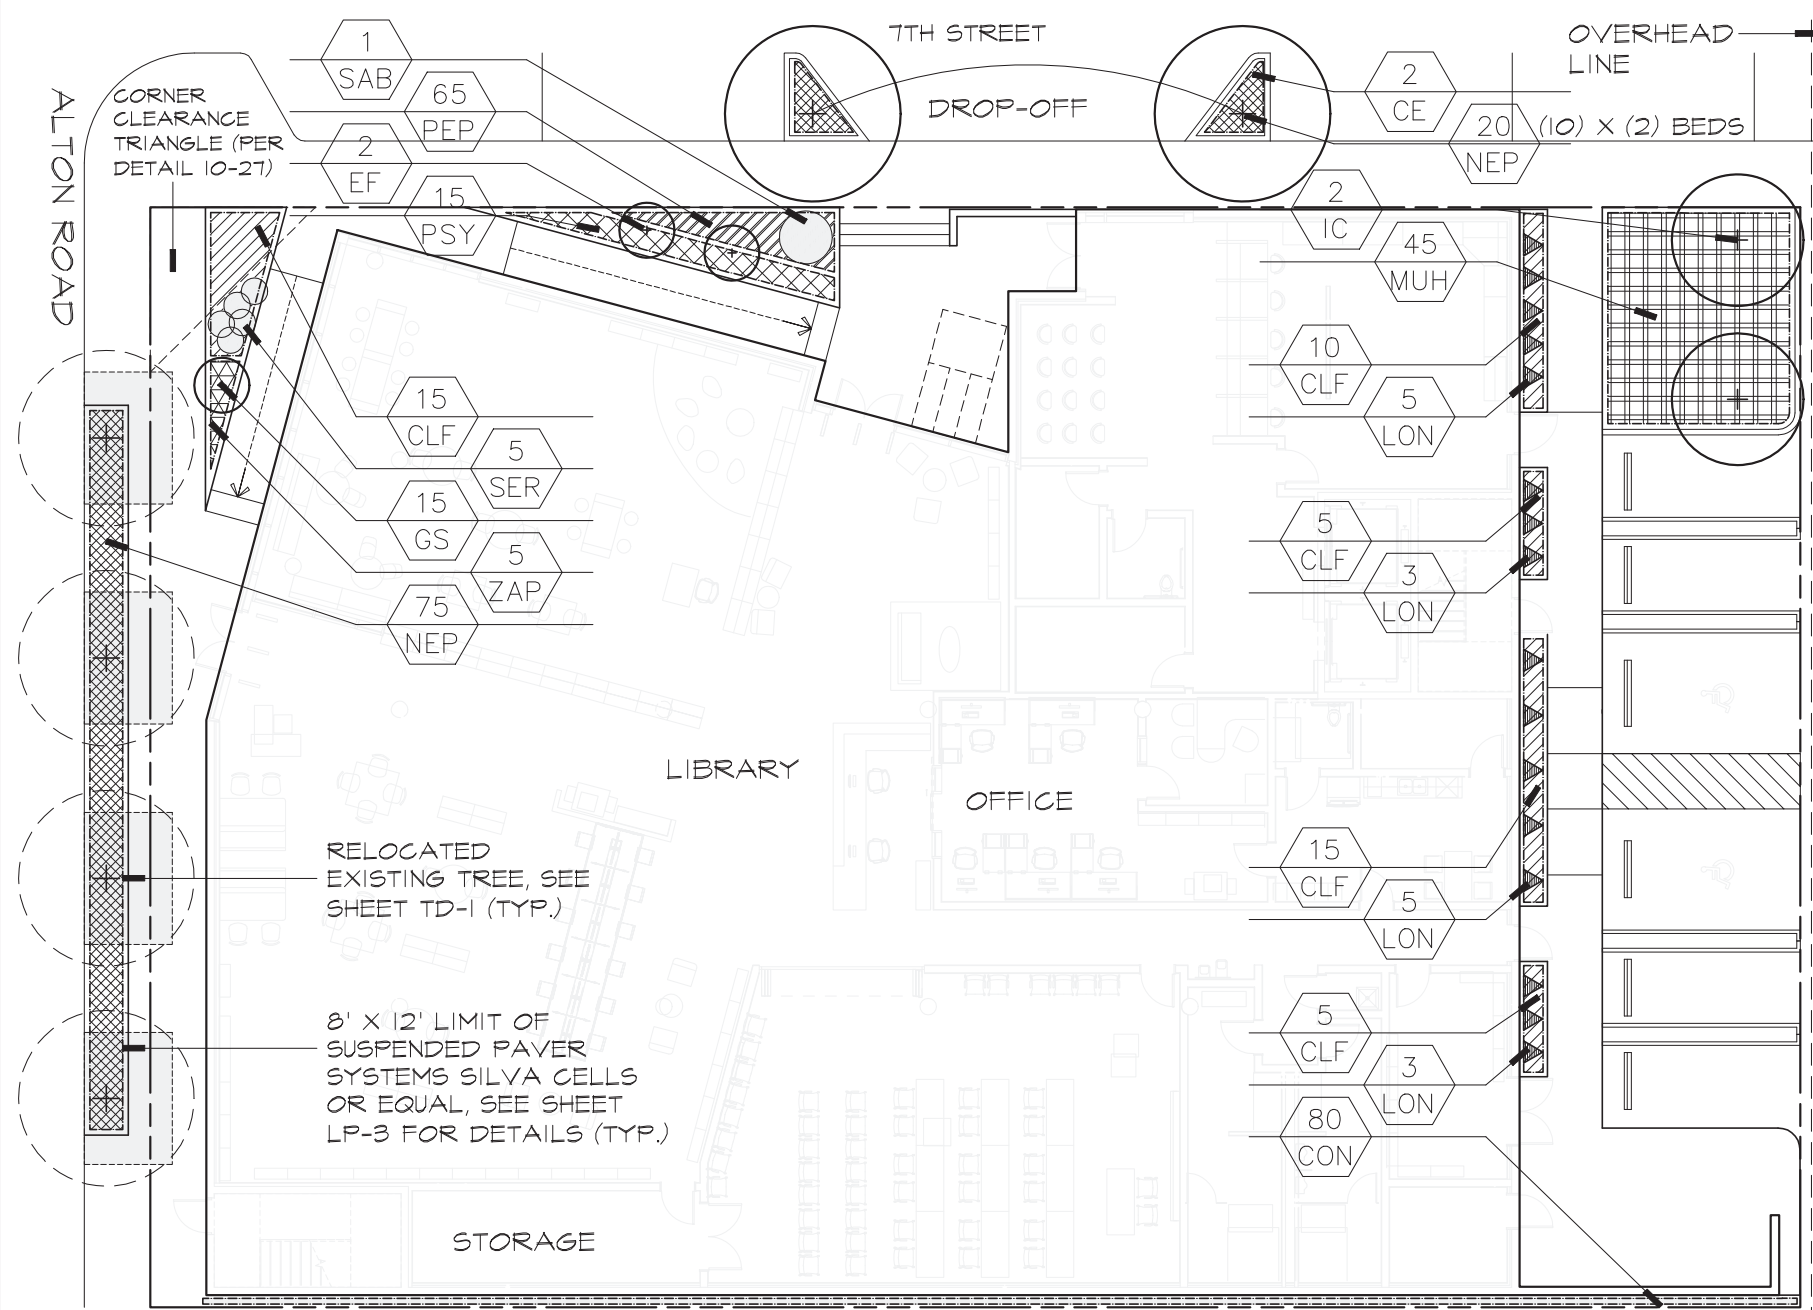 7TH STREET
OVERHEAD
LINE
1
SAB
65
PEP
2
EF
15
PSY
CORNER
CLEARANCE
TRIANGLE (PER
DETAIL 10-27)
ALTON ROAD
DROP-OFF
2
CE
20
NEP
(10) X (2) BEDS
2
IC
45
MUH
10
CLF
5
LON
15
CLF
5
SER
15
GS
5
ZAP
75
NEP
5
CLF
3
LON
LIBRARY
OFFICE
RELOCATED
EXISTING TREE, SEE
SHEET TD-1 (TYP.)
15
CLF
5
LON
8' X 12' LIMIT OF
SUSPENDED PAVER
SYSTEMS SILVA CELLS
OR EQUAL, SEE SHEET
LP-3 FOR DETAILS (TYP.)
5
CLF
3
LON
80
CON
STORAGE